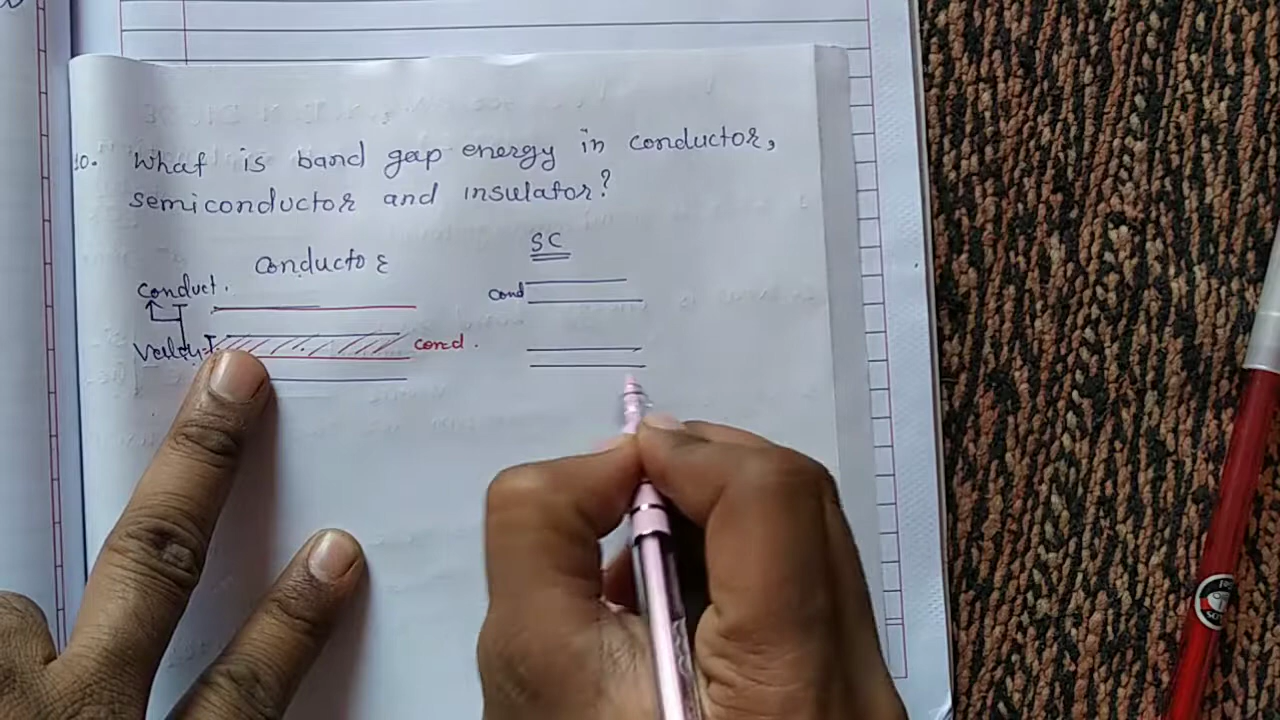 10. What is band gap energy in conductor,
semiconductor and insulator?
conductor
SC
conduct.
cond
cond.